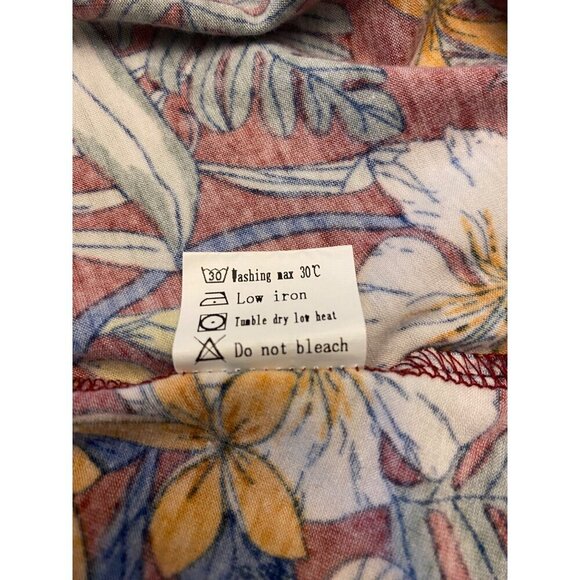 30 Washing max 30℃
Low iron
Tumble dry low heat
Do not bleach